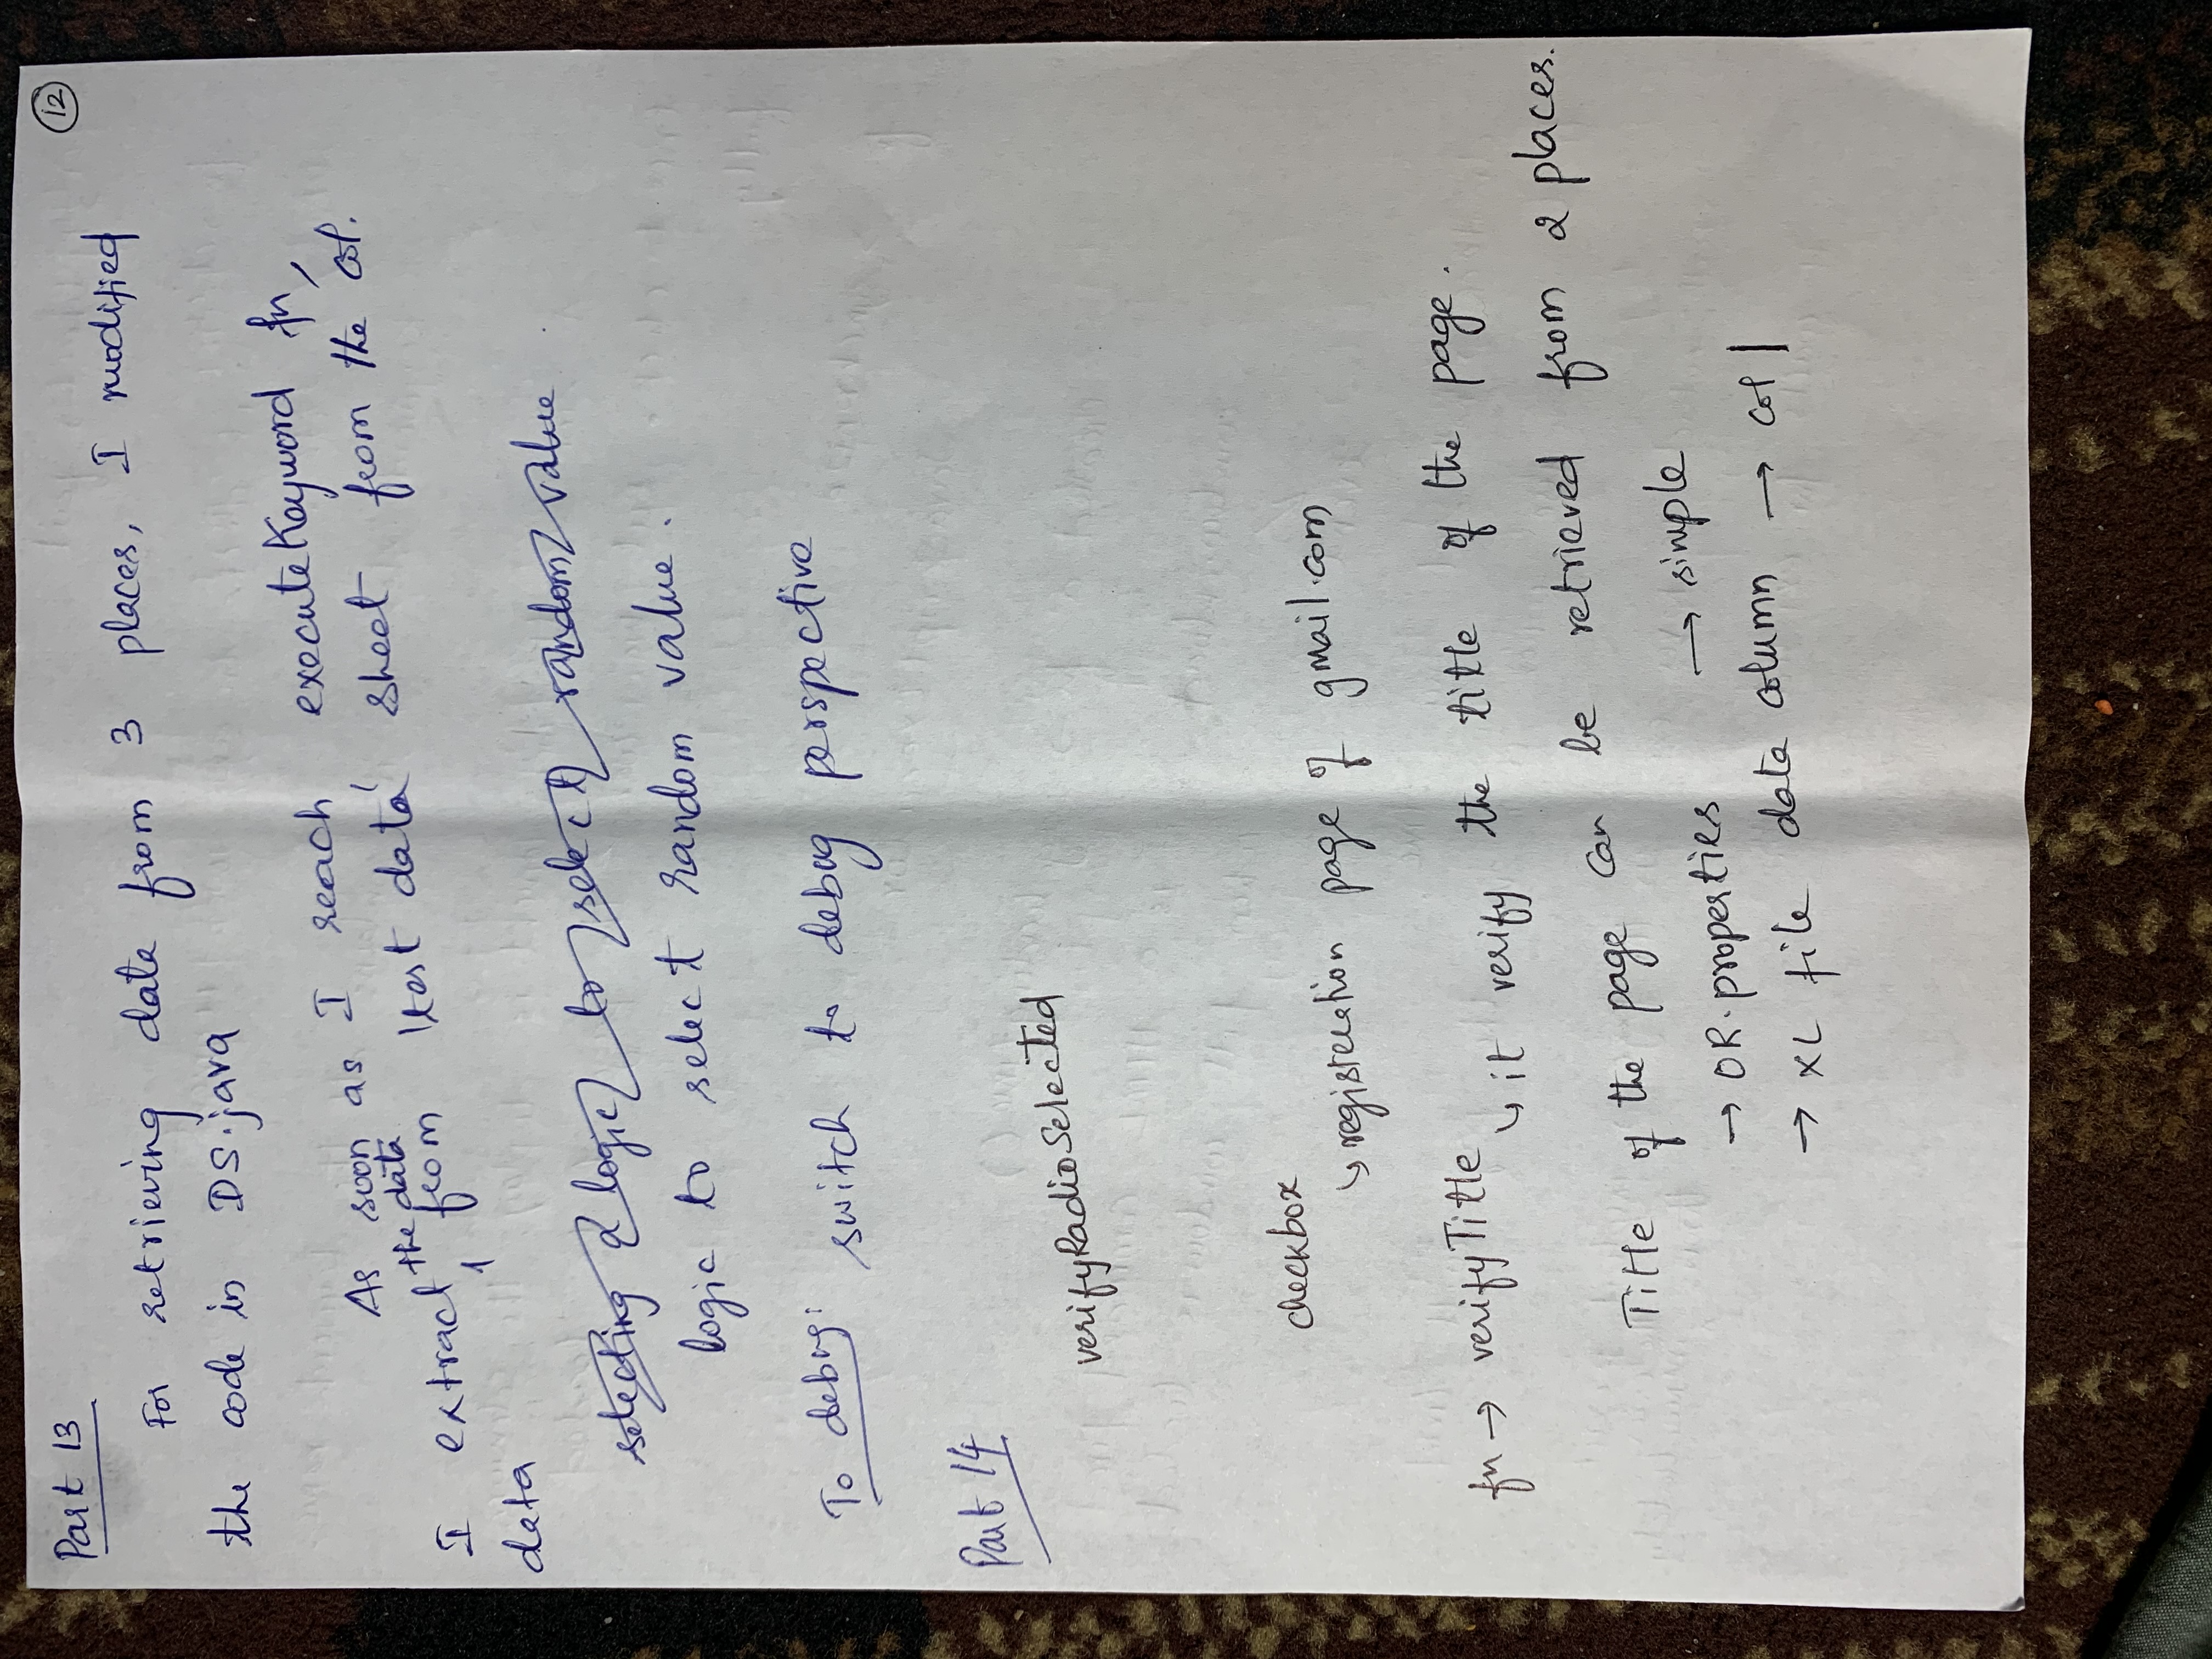 12
Part 13
For retrieving data from 3 places, I modified
the code in DS.java
As soon as I reach executeKeyword fn,
I extract the data from 'test data' sheet from the col.
data
selecting a logic to select random value
logic to select random value.
To debug: switch to debug perspective
Part 14
verifyRadioSelected
checkbox
↳ registration page of gmail.com
fn → verifyTitle
↳ it verify the title of the page.
Title of the page can be retrieved from 2 places.
→ OR.properties → simple
→ XL file data column → col1